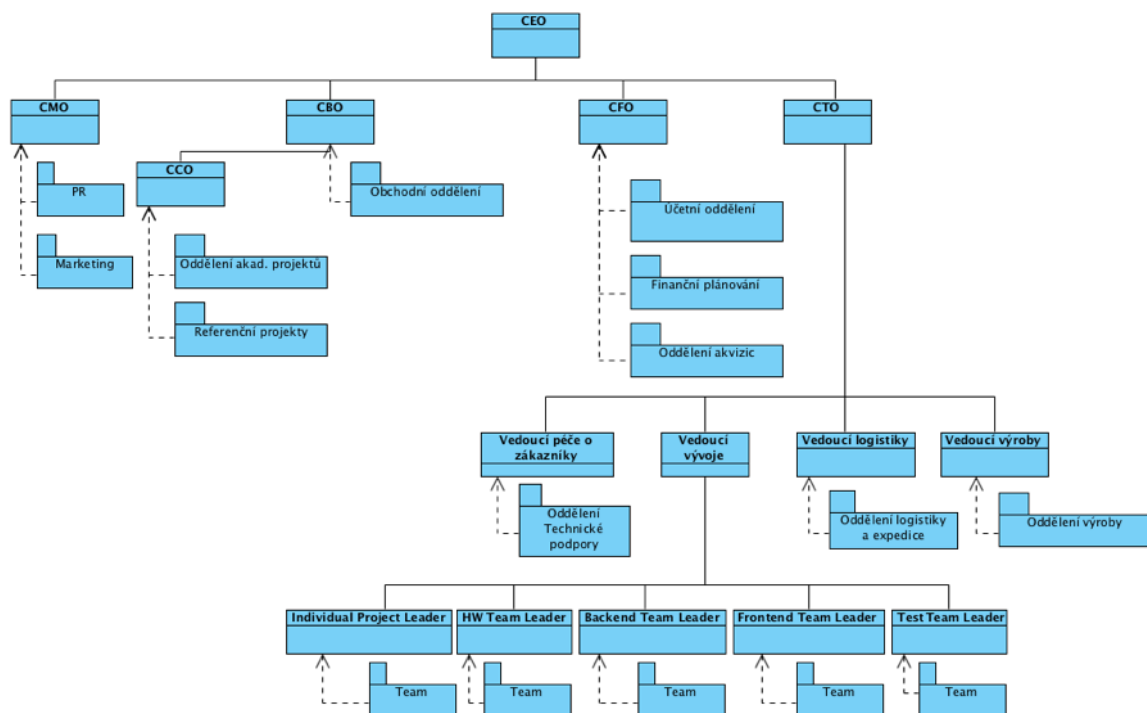 CEO
CMO
CBO
CFO
CTO
CCO
PR
Obchodní oddělení
Účetní oddělení
Marketing
Oddělení akad. projektů
Finanční plánování
Referenční projekty
Oddělení akvizic
Vedoucí péče o
zákazníky
Vedoucí
vývoje
Vedoucí logistiky
Vedoucí výroby
Oddělení
Technické
podpory
Oddělení logistiky
a expedice
Oddělení výroby
Individual Project Leader
HW Team Leader
Backend Team Leader
Frontend Team Leader
Test Team Leader
Team
Team
Team
Team
Team